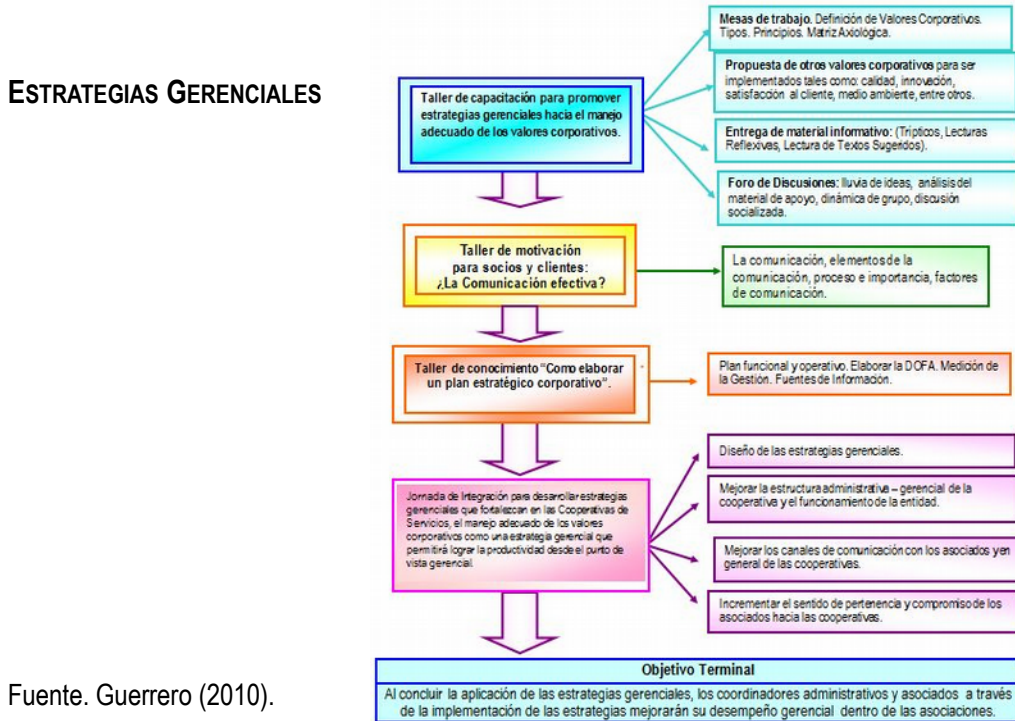 ESTRATEGIAS GERENCIALES
Taller de capacitación para promover
estrategias gerenciales hacia el manejo
adecuado de los valores corporativos.
Mesas de trabajo. Definición de Valores Corporativos.
Tipos. Principios. Matriz Axiológica.
Propuesta de otros valores corporativos para ser
implementados tales como: calidad, innovación,
satisfacción al cliente, medio ambiente, entre otros.
Entrega de material informativo: (Trípticos, Lecturas
Reflexivas, Lectura de Textos Sugeridos).
Foro de Discusiones: lluvia de ideas, análisis del
material de apoyo, dinámica de grupo, discusión
socializada.
Taller de motivación
para socios y clientes:
¿La Comunicación efectiva?
La comunicación, elementos de la
comunicación, proceso e importancia, factores
de comunicación.
Taller de conocimiento “Como elaborar
un plan estratégico corporativo”.
Plan funcional y operativo. Elaborar la DOFA. Medición de
la Gestión. Fuentes de Información.
Jornada de Integración para desarrollar estrategias
gerenciales que fortalezcan en las Cooperativas de
Servicios, el manejo adecuado de los valores
corporativos como una estrategia gerencial que
permitirá lograr la productividad desde el punto de
vista gerencial.
Diseño de las estrategias gerenciales.
Mejorar la estructura administrativa – gerencial de la
cooperativa y el funcionamiento de la entidad.
Mejorar los canales de comunicación con los asociados y en
general de las cooperativas.
Incrementar el sentido de pertenencia y compromiso de los
asociados hacia las cooperativas.
Objetivo Terminal
Al concluir la aplicación de las estrategias gerenciales, los coordinadores administrativos y asociados a través
de la implementación de las estrategias mejorarán su desempeño gerencial dentro de las asociaciones.
Fuente. Guerrero (2010).